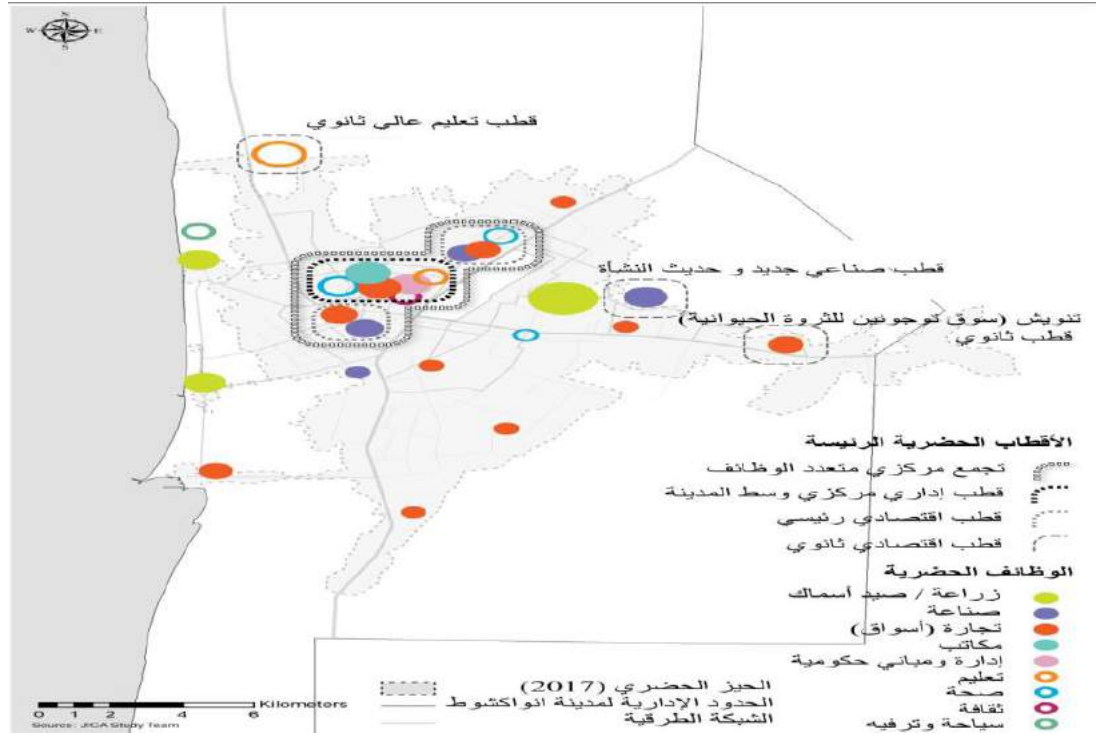 N
W E
S
قطب تعليم عالي ثانوي
قطب صناعي جديد و حديث النشأة
تنويش (سوق توجونين للثروة الحيوانية)
قطب ثانوي
الأقطاب الحضرية الرئيسة
تجمع مركزي متعدد الوظائف
قطب إداري مركزي وسط المدينة
قطب اقتصادي رئيسي
قطب اقتصادي ثانوي
الوظائف الحضرية
زراعة / صيد أسماك
صناعة
تجارة (أسواق)
مكاتب
إدارة ومباني حكومية
تعليم
صحة
ثقافة
سياحة وترفيه
الحيز الحضري (2017)
الحدود الإدارية لمدينة انواكشوط
الشبكة الطرقية
0 1 2 4 6 Kilometers
Source: JICA Study Team